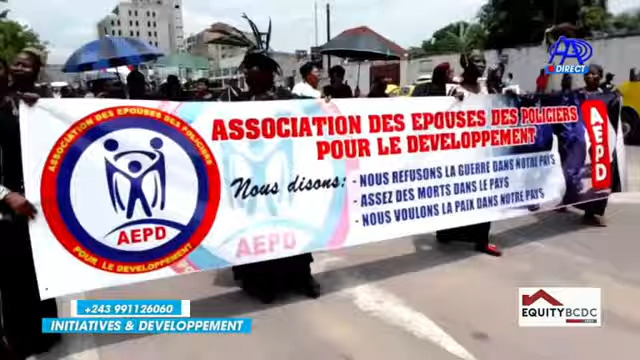 DIRECT
ASSOCIATION DES EPOUSES DES POLICIERS
POUR LE DEVELOPPEMENT
Nous disons:
- NOUS REFUSONS LA GUERRE DANS NOTRE PAYS
- ASSEZ DES MORTS DANS LE PAYS
- NOUS VOULONS LA PAIX DANS NOTRE PAYS
ASSOCIATION DES EPOUSES DES POLICIERS
AEPD
POUR LE DEVELOPPEMENT
AEPD
AEPD
+243 991126060
INITIATIVES & DEVELOPPEMENT
EQUITYBCDC